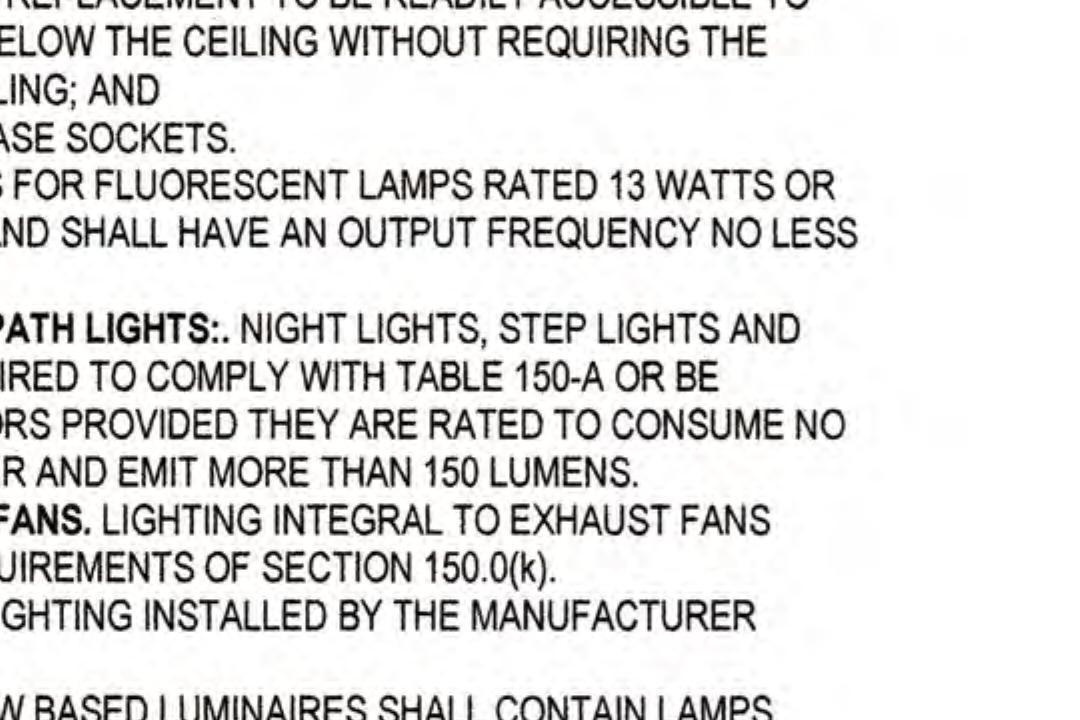 REPLACEMENT TO BE READILY ACCESSIBLE TO
ELOW THE CEILING WITHOUT REQUIRING THE
LING; AND
ASE SOCKETS.
S FOR FLUORESCENT LAMPS RATED 13 WATTS OR
AND SHALL HAVE AN OUTPUT FREQUENCY NO LESS
PATH LIGHTS:. NIGHT LIGHTS, STEP LIGHTS AND
IRED TO COMPLY WITH TABLE 150-A OR BE
ORS PROVIDED THEY ARE RATED TO CONSUME NO
R AND EMIT MORE THAN 150 LUMENS.
FANS. LIGHTING INTEGRAL TO EXHAUST FANS
UIREMENTS OF SECTION 150.0(k).
IGHTING INSTALLED BY THE MANUFACTURER
W BASED LUMINAIRES SHALL CONTAIN LAMPS